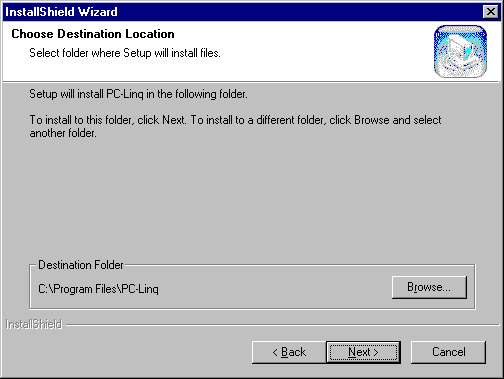 InstallShield Wizard
Choose Destination Location
Select folder where Setup will install files.
Setup will install PC-Linq in the following folder.
To install to this folder, click Next. To install to a different folder, click Browse and select
another folder.
Destination Folder
C:\Program Files\PC-Linq
Browse...
InstallShield
< Back
Next >
Cancel